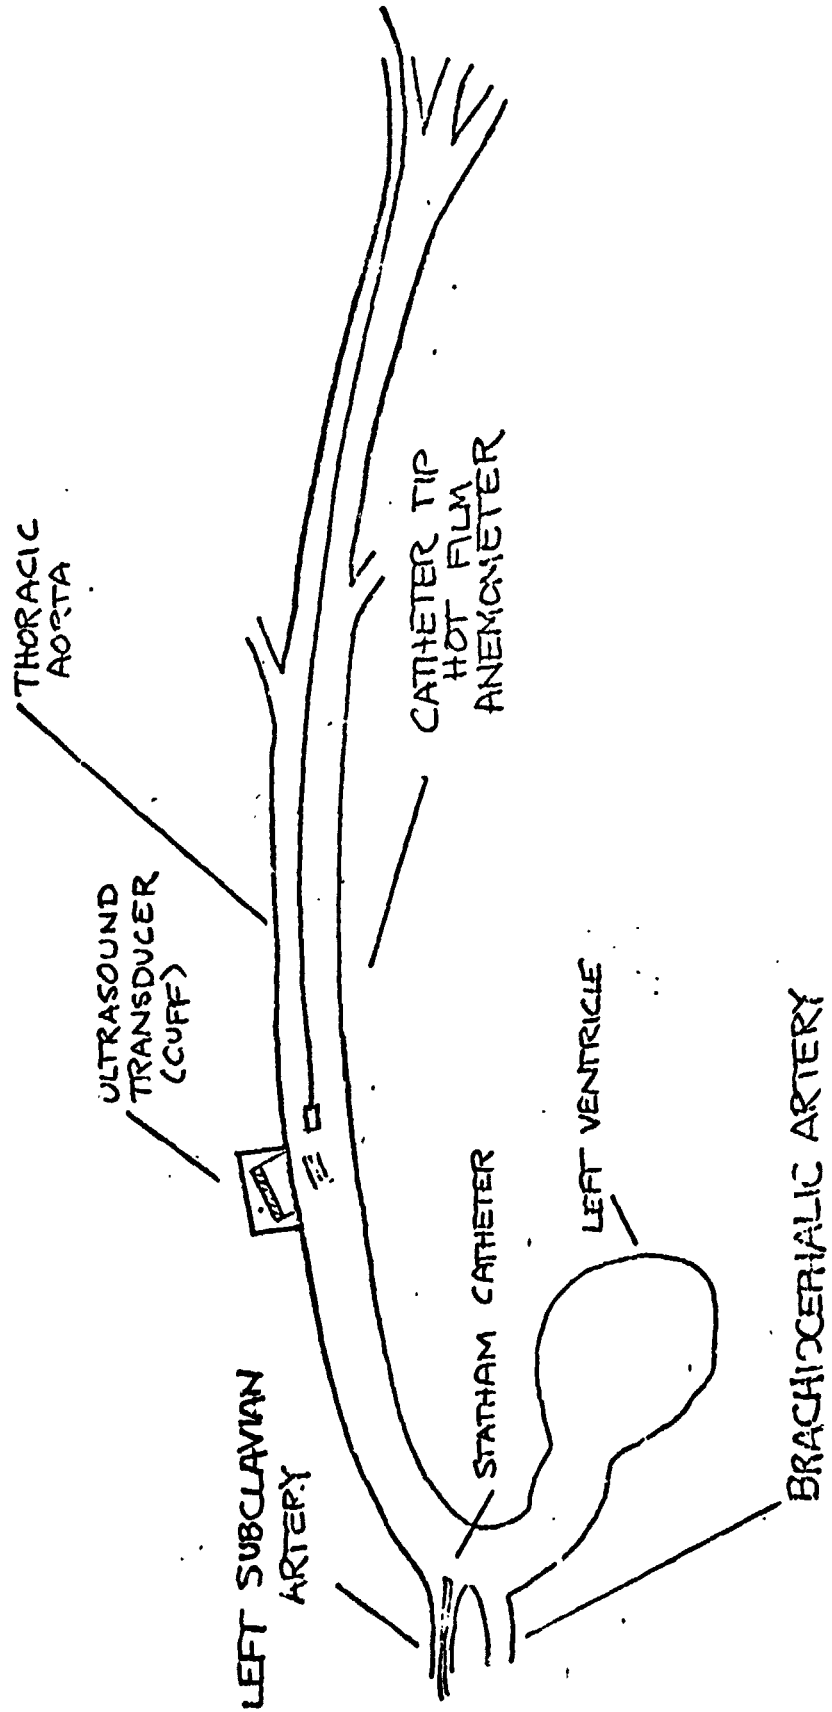 THORACIC
AORTA
ULTRASOUND
TRANSDUCER
(CUFF)
CATHETER TIP
HOT FILM
ANEMOMETER
LEFT SUBCLAVIAN
ARTERY
STATHAM CATHETER
LEFT VENTRICLE
BRACHIOCEPHALIC ARTERY